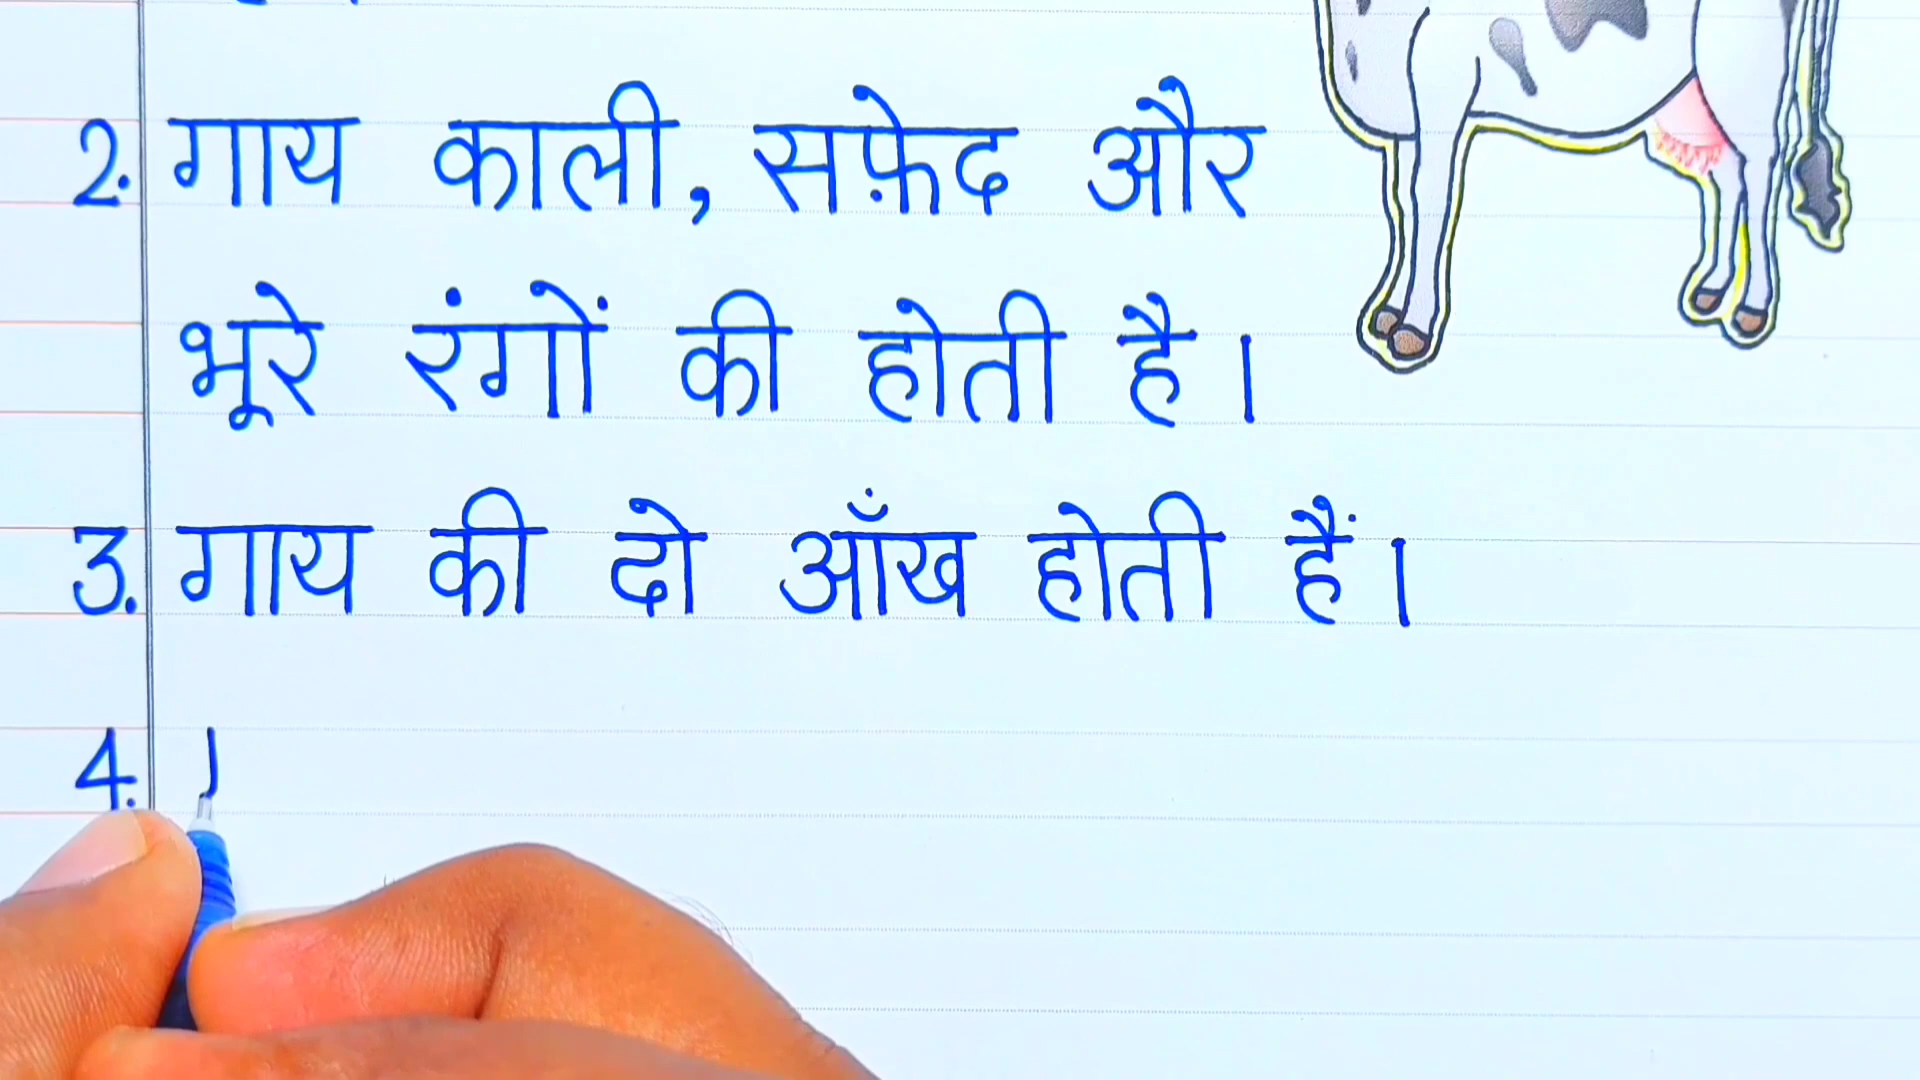 2. गाय काली, सफ़ेद और
भूरे रंगों की होती है।
3. गाय की दो आँख होती हैं।
4.